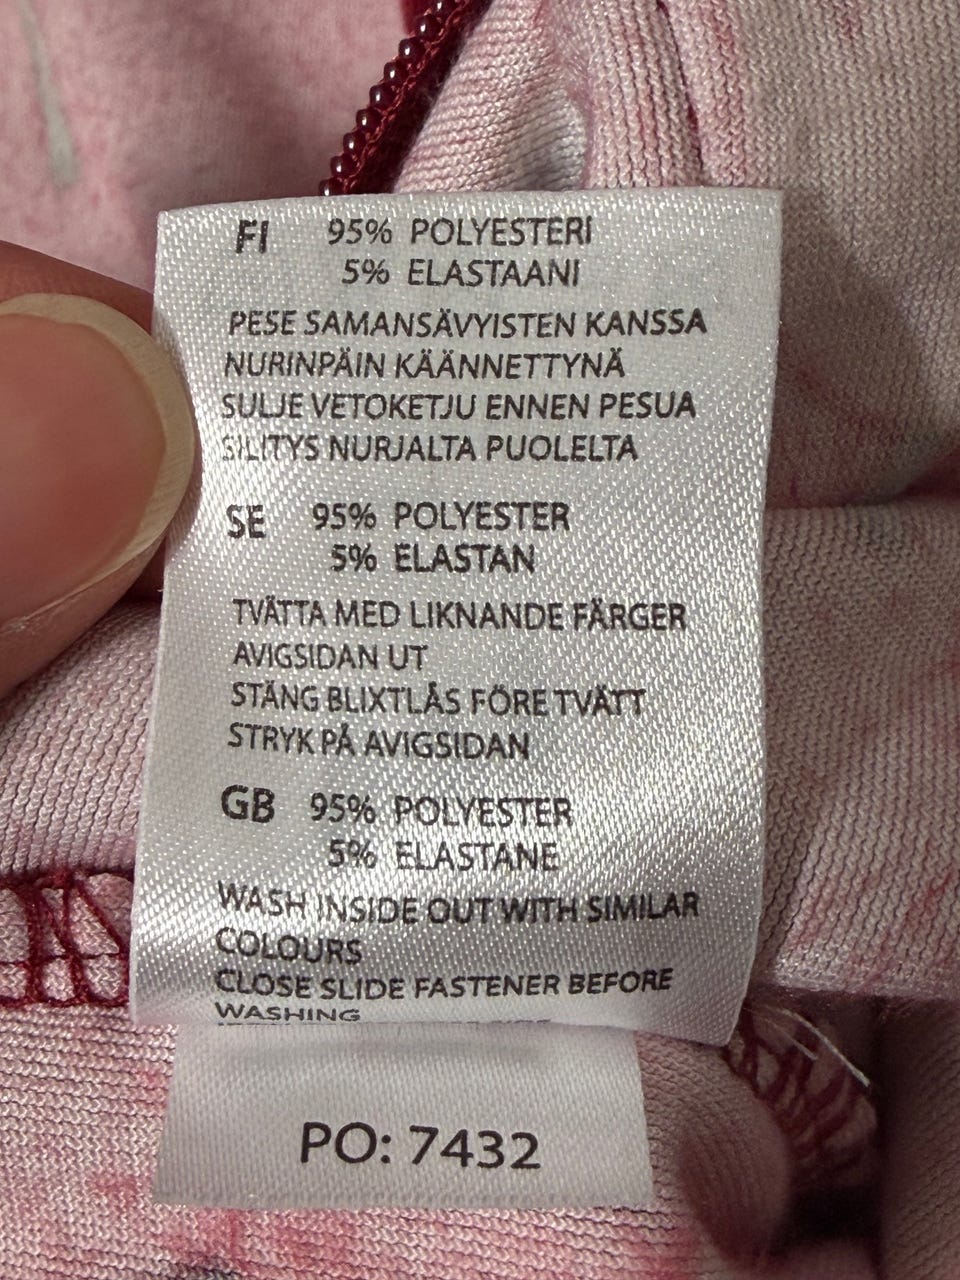 FI 95% POLYESTERI
5% ELASTAANI
PESE SAMANSÄVYISTEN KANSSA
NURINPÄIN KÄÄNNETTYNÄ
SULJE VETOKETJU ENNEN PESUA
SILITYS NURJALTA PUOLELTA
SE 95% POLYESTER
5% ELASTAN
TVÄTTA MED LIKNANDE FÄRGER
AVIGSIDAN UT
STÄNG BLIXTLÅS FÖRE TVÄTT
STRYK PÅ AVIGSIDAN
GB 95% POLYESTER
5% ELASTANE
WASH INSIDE OUT WITH SIMILAR
COLOURS
CLOSE SLIDE FASTENER BEFORE
WASHING
PO: 7432